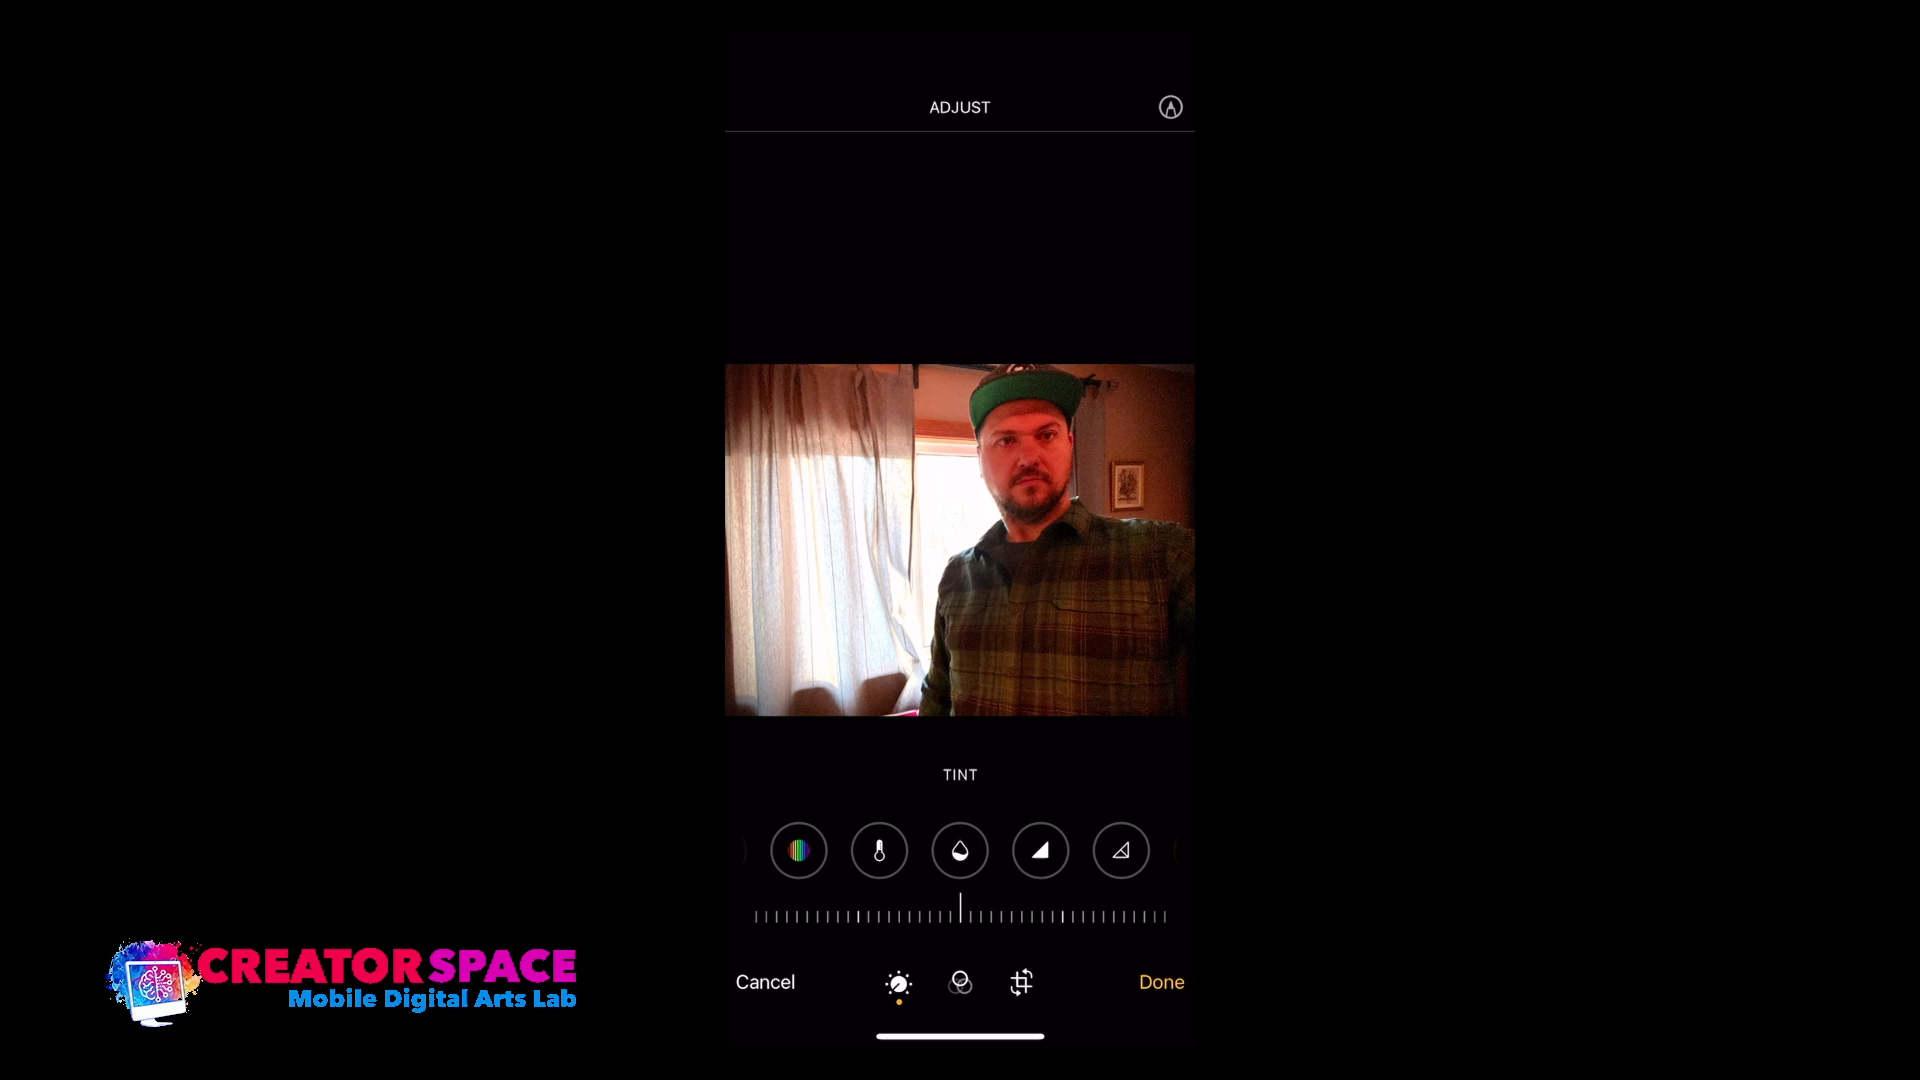 ADJUST
TINT
Cancel
Done
CREATORSPACE
Mobile Digital Arts Lab